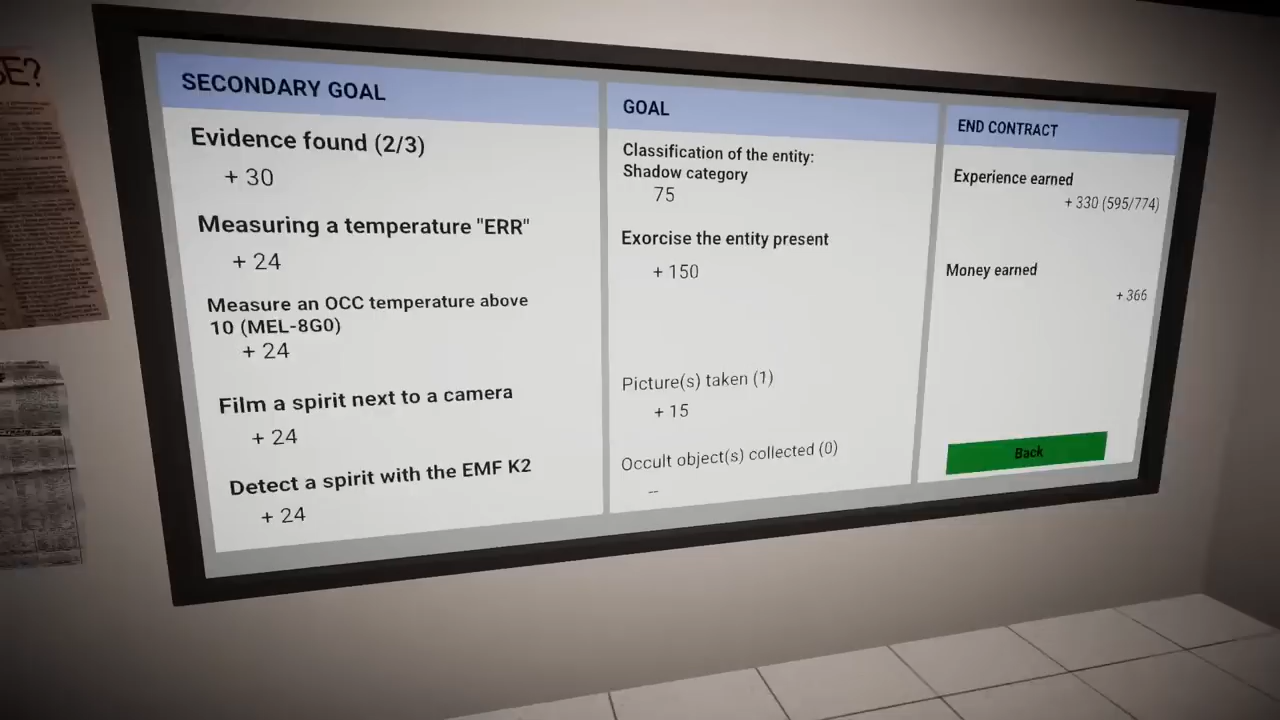 SE?
SECONDARY GOAL
Evidence found (2/3)
+ 30
Measuring a temperature "ERR"
+ 24
Measure an OCC temperature above
10 (MEL-8G0)
+ 24
Film a spirit next to a camera
+ 24
Detect a spirit with the EMF K2
+ 24
GOAL
Classification of the entity:
Shadow category
75
Exorcise the entity present
+ 150
Picture(s) taken (1)
+ 15
Occult object(s) collected (0)
--
END CONTRACT
Experience earned
+ 330 (595/774)
Money earned
+ 366
Back